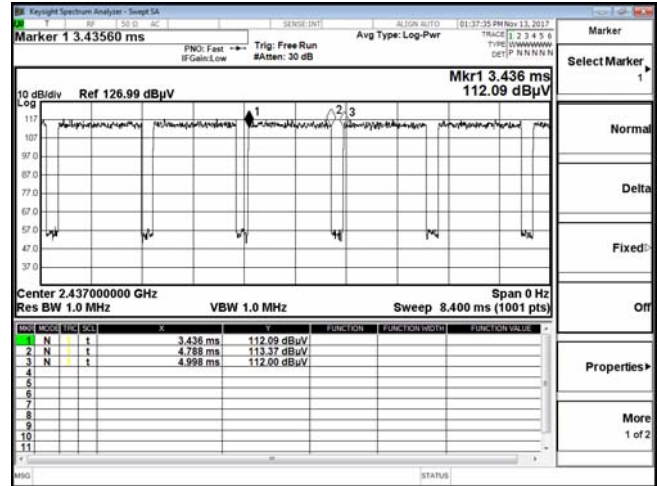 Keysight Spectrum Analyzer - Swept SA
T RF 50 Ω AC SENSE:INT ALIGN AUTO 01:37:35 PM Nov 13, 2017
Marker
Marker 1 3.43560 ms
PNO: Fast Trig: Free Run Avg Type: Log-Pwr TRACE 1 2 3 4 5 6
TYPE WWWWWW
IFGain:Low #Atten: 30 dB DET P N N N N N
Select Marker
1
Mkr1 3.436 ms
10 dB/div Ref 126.99 dBµV 112.09 dBµV
Log
1 2 3
117
107
97.0
87.0
77.0
67.0
57.0
47.0
37.0
Normal
Delta
Fixed
Center 2.437000000 GHz Span 0 Hz
Res BW 1.0 MHz VBW 1.0 MHz Sweep 8.400 ms (1001 pts)
Off
MKR MODE TRC SCL X Y FUNCTION FUNCTION WIDTH FUNCTION VALUE
1 N t 3.436 ms 112.09 dBµV
2 N t 4.788 ms 113.37 dBµV
3 N t 4.998 ms 112.00 dBµV
4
5
6
7
8
9
10
11
Properties
More
1 of 2
MSG STATUS